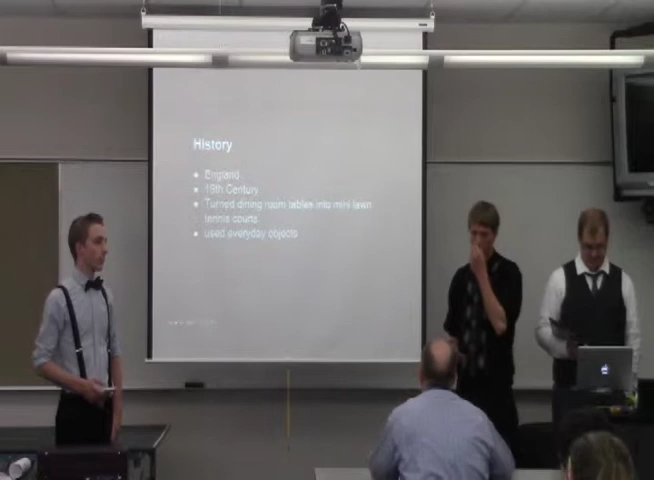 History
• England
• 19th Century
• Turned dining room tables into mini lawn
tennis courts.
• used everyday objects